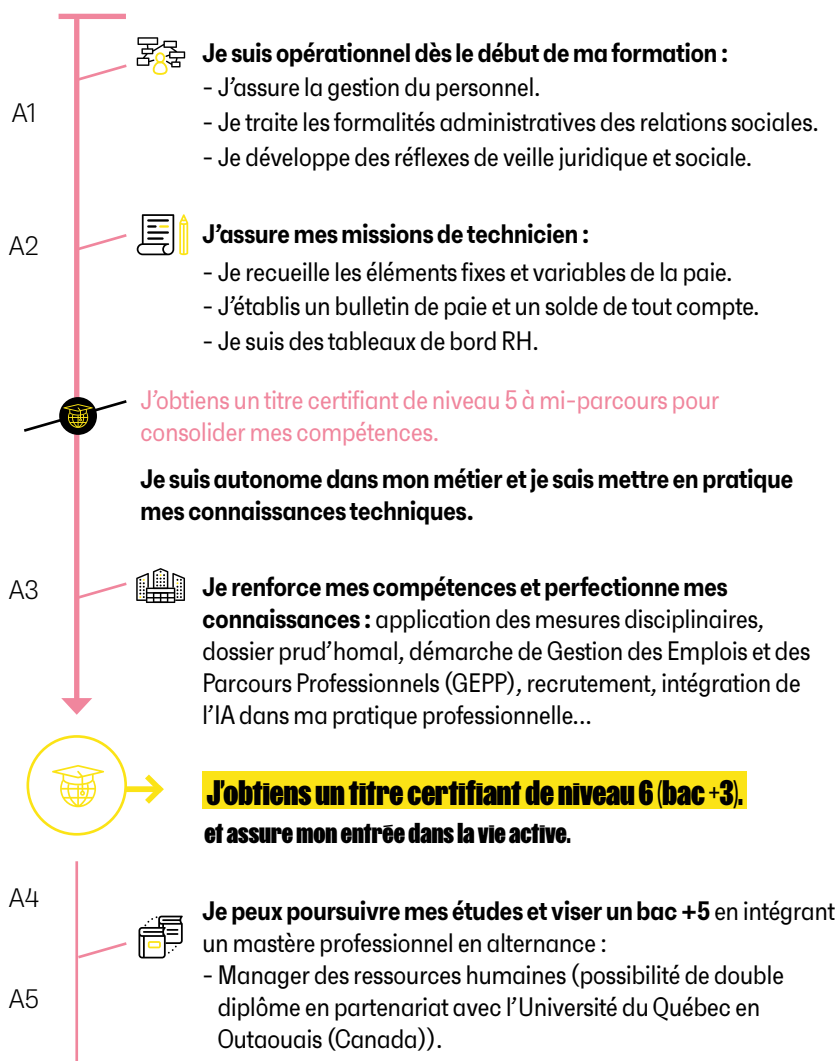 Je suis opérationnel dès le début de ma formation :
- J’assure la gestion du personnel.
A1
- Je traite les formalités administratives des relations sociales.
- Je développe des réflexes de veille juridique et sociale.
A2
J’assure mes missions de technicien :
- Je recueille les éléments fixes et variables de la paie.
- J’établis un bulletin de paie et un solde de tout compte.
- Je suis des tableaux de bord RH.
J’obtiens un titre certifiant de niveau 5 à mi-parcours pour
consolider mes compétences.
Je suis autonome dans mon métier et je sais mettre en pratique
mes connaissances techniques.
A3
Je renforce mes compétences et perfectionne mes
connaissances : application des mesures disciplinaires,
dossier prud’homal, démarche de Gestion des Emplois et des
Parcours Professionnels (GEPP), recrutement, intégration de
l’IA dans ma pratique professionnelle...
J’obtiens un titre certifiant de niveau 6 (bac +3).
et assure mon entrée dans la vie active.
A4
Je peux poursuivre mes études et viser un bac +5 en intégrant
un mastère professionnel en alternance :
- Manager des ressources humaines (possibilité de double
A5
diplôme en partenariat avec l’Université du Québec en
Outaouais (Canada)).